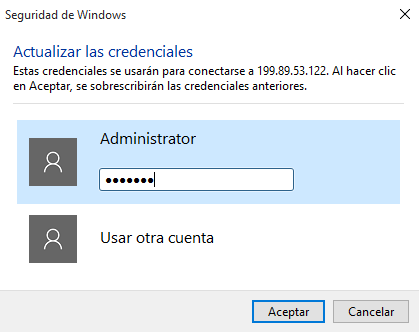 Seguridad de Windows
Actualizar las credenciales
Estas credenciales se usarán para conectarse a 199.89.53.122. Al hacer clic
en Aceptar, se sobrescribirán las credenciales anteriores.
Administrator
•••••••
Usar otra cuenta
Aceptar
Cancelar